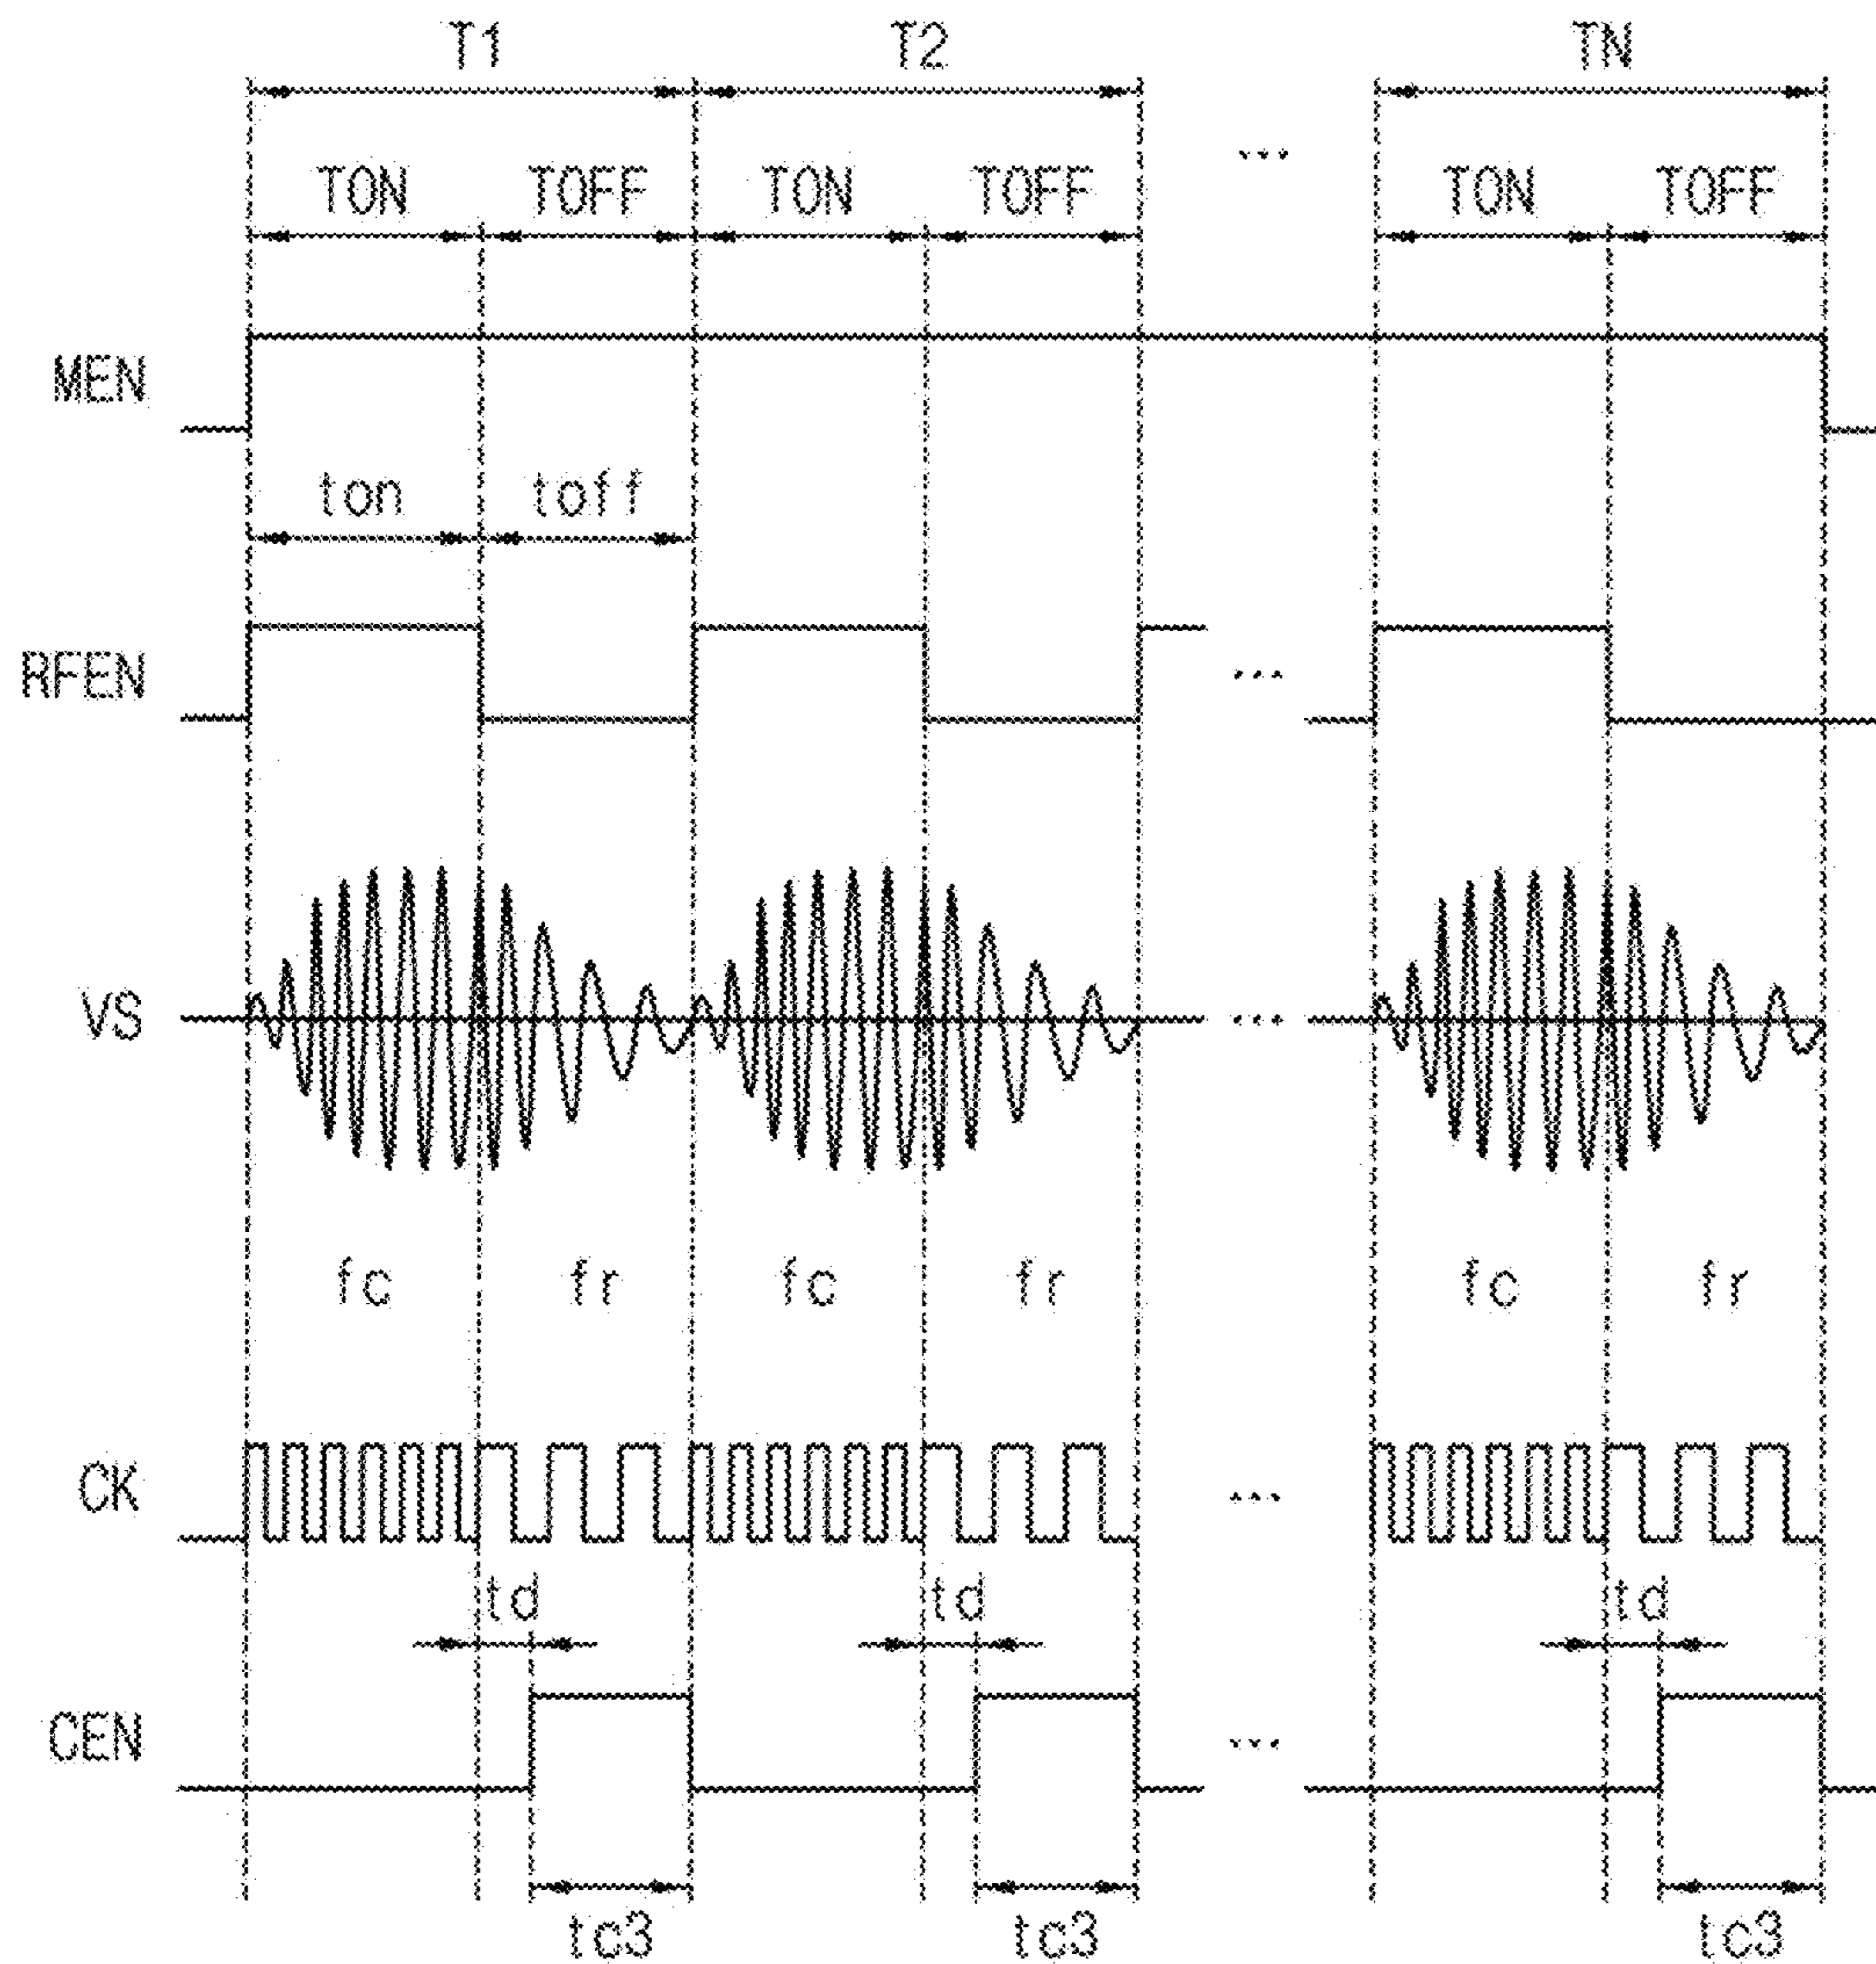 T1 T2 TN
TON TOFF TON TOFF ... TON TOFF
MEN
ton toff
RFEN ...
VS ...
fc fr fc fr fc fr
CK ...
td td td
CEN ...
tc3 tc3 tc3